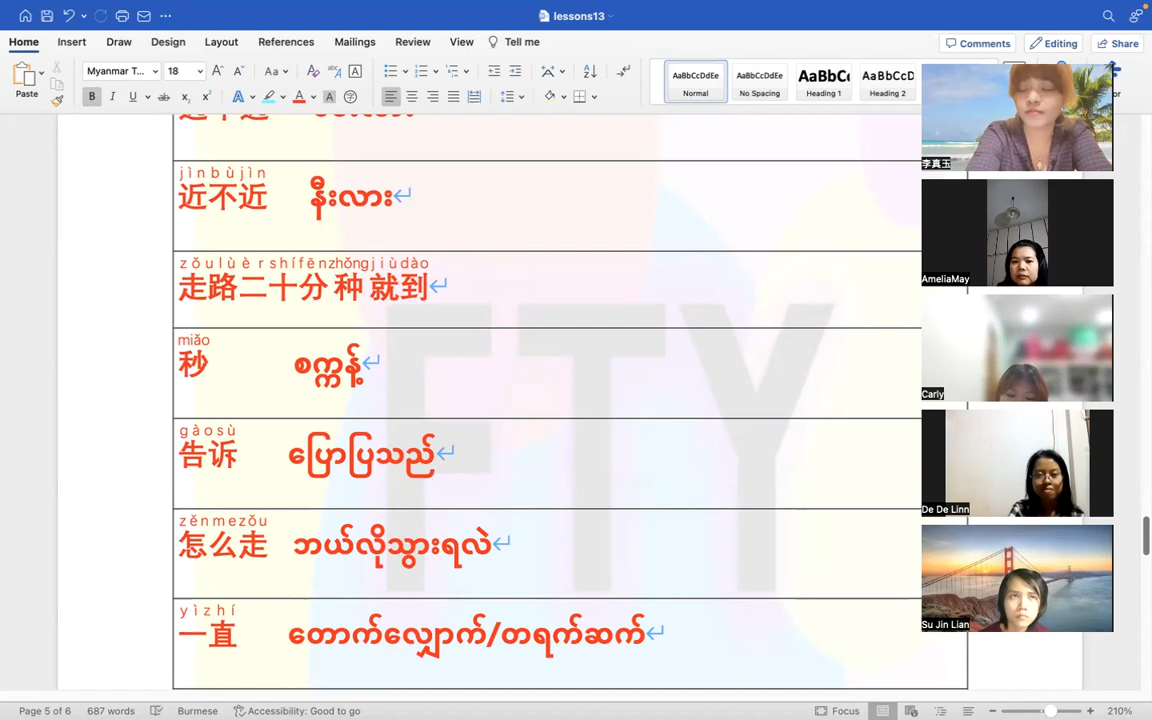 lessons13
Home Insert Draw Design Layout References Mailings Review View Tell me
Comments Editing Share
Paste
Myanmar T... 18
Aa
B I U ab x₂ x²
AaBbCcDdEe AaBbCcDdEe AaBbC AaBbCcD
Normal No Spacing Heading 1 Heading 2
jìnbùjìn
近不近 နီးလား
zǒulùèrshífēnzhǒngjiùdào
走路二十分种就到
miǎo
秒 စက္ကန့်
gàosù
告诉 ပြောပြသည်
zěnmezǒu
怎么走 ဘယ်လိုသွားရလဲ
yìzhí
一直 တောက်လျှောက်/တရက်ဆက်
FTY
李真玉
AmeliaMay
Carly
De De Linn
Su Jin Lian
Page 5 of 6 687 words Burmese Accessibility: Good to go Focus 210%